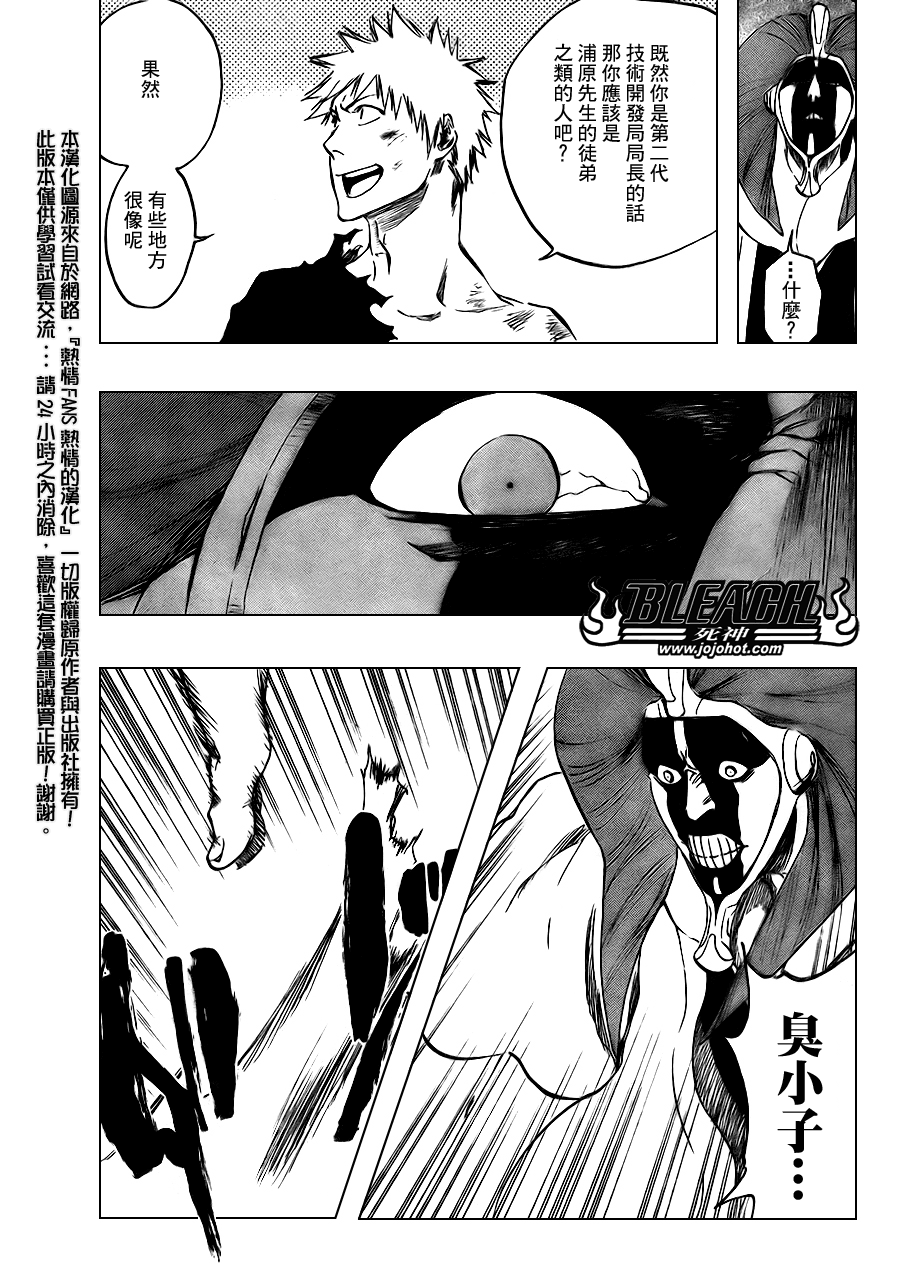 …什麼？
既然你是第二代
技術開發局局長的話
那你應該是
浦原先生的徒弟
之類的人吧？
果然
有些地方
很像呢
BLEACH
死神
www.jojohot.com
臭小子…
本漢化圖源來自於網路，『熱情FANS熱情的漢化』一切版權歸原作者與出版社擁有！
此版本僅供學習試看交流…請24小時之內消除，喜歡這套漫畫請購買正版！謝謝。